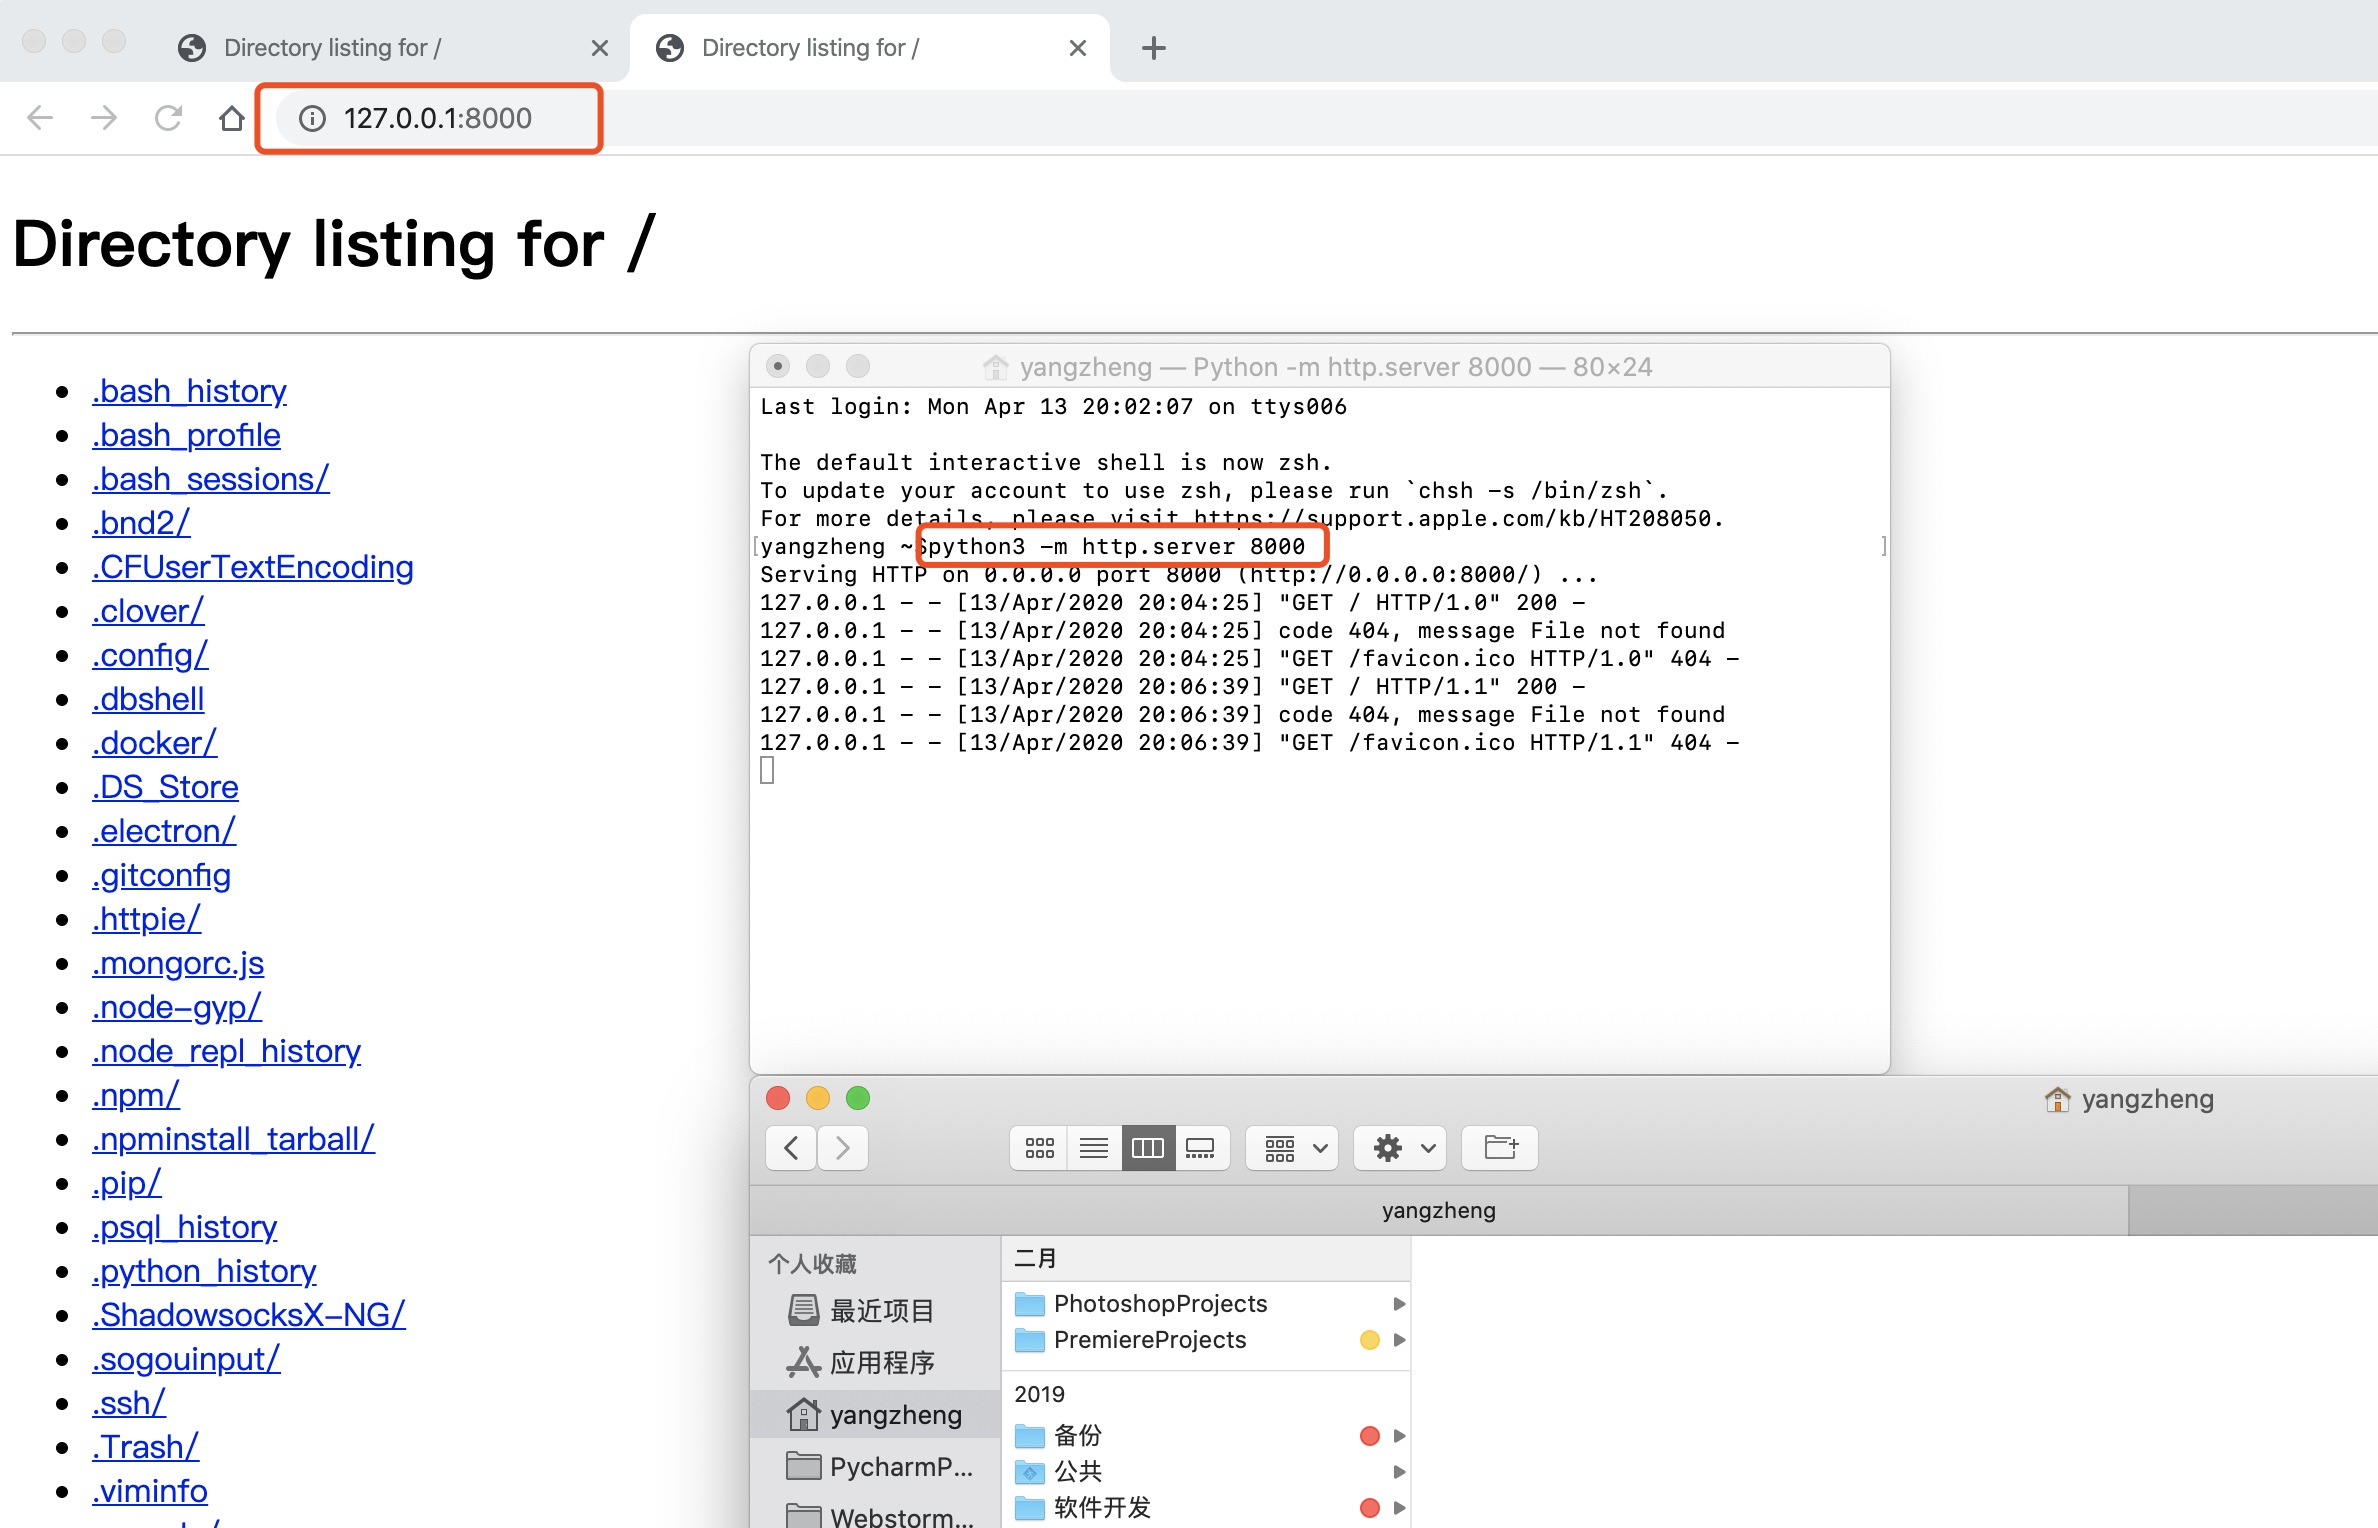 Directory listing for /
Directory listing for /
127.0.0.1:8000
Directory listing for /
.bash_history
.bash_profile
.bash_sessions/
.bnd2/
.CFUserTextEncoding
.clover/
.config/
.dbshell
.docker/
.DS_Store
.electron/
.gitconfig
.httpie/
.mongorc.js
.node-gyp/
.node_repl_history
.npm/
.npminstall_tarball/
.pip/
.psql_history
.python_history
.ShadowsocksX-NG/
.sogouinput/
.ssh/
.Trash/
.viminfo
yangzheng — Python -m http.server 8000 — 80×24
Last login: Mon Apr 13 20:02:07 on ttys006
The default interactive shell is now zsh.
To update your account to use zsh, please run `chsh -s /bin/zsh`.
For more details, please visit https://support.apple.com/kb/HT208050.
[yangzheng ~$python3 -m http.server 8000 ]
Serving HTTP on 0.0.0.0 port 8000 (http://0.0.0.0:8000/) ...
127.0.0.1 - - [13/Apr/2020 20:04:25] "GET / HTTP/1.0" 200 -
127.0.0.1 - - [13/Apr/2020 20:04:25] code 404, message File not found
127.0.0.1 - - [13/Apr/2020 20:04:25] "GET /favicon.ico HTTP/1.0" 404 -
127.0.0.1 - - [13/Apr/2020 20:06:39] "GET / HTTP/1.1" 200 -
127.0.0.1 - - [13/Apr/2020 20:06:39] code 404, message File not found
127.0.0.1 - - [13/Apr/2020 20:06:39] "GET /favicon.ico HTTP/1.1" 404 -
yangzheng
yangzheng
个人收藏
最近项目
应用程序
yangzheng
PycharmP...
Webstorm...
二月
PhotoshopProjects
PremiereProjects
2019
备份
公共
软件开发